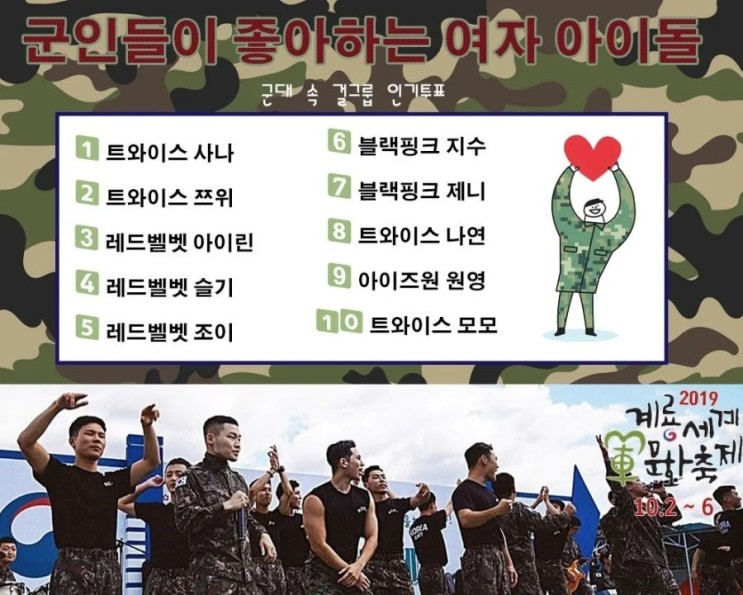 군인들이 좋아하는 여자 아이돌
군대 속 걸그룹 인기투표
1 트와이스 사나
2 트와이스 쯔위
3 레드벨벳 아이린
4 레드벨벳 슬기
5 레드벨벳 조이
6 블랙핑크 지수
7 블랙핑크 제니
8 트와이스 나연
9 아이즈원 원영
10 트와이스 모모
2019
계룡세계
軍문화축제
10.2 ~ 6
KOREA